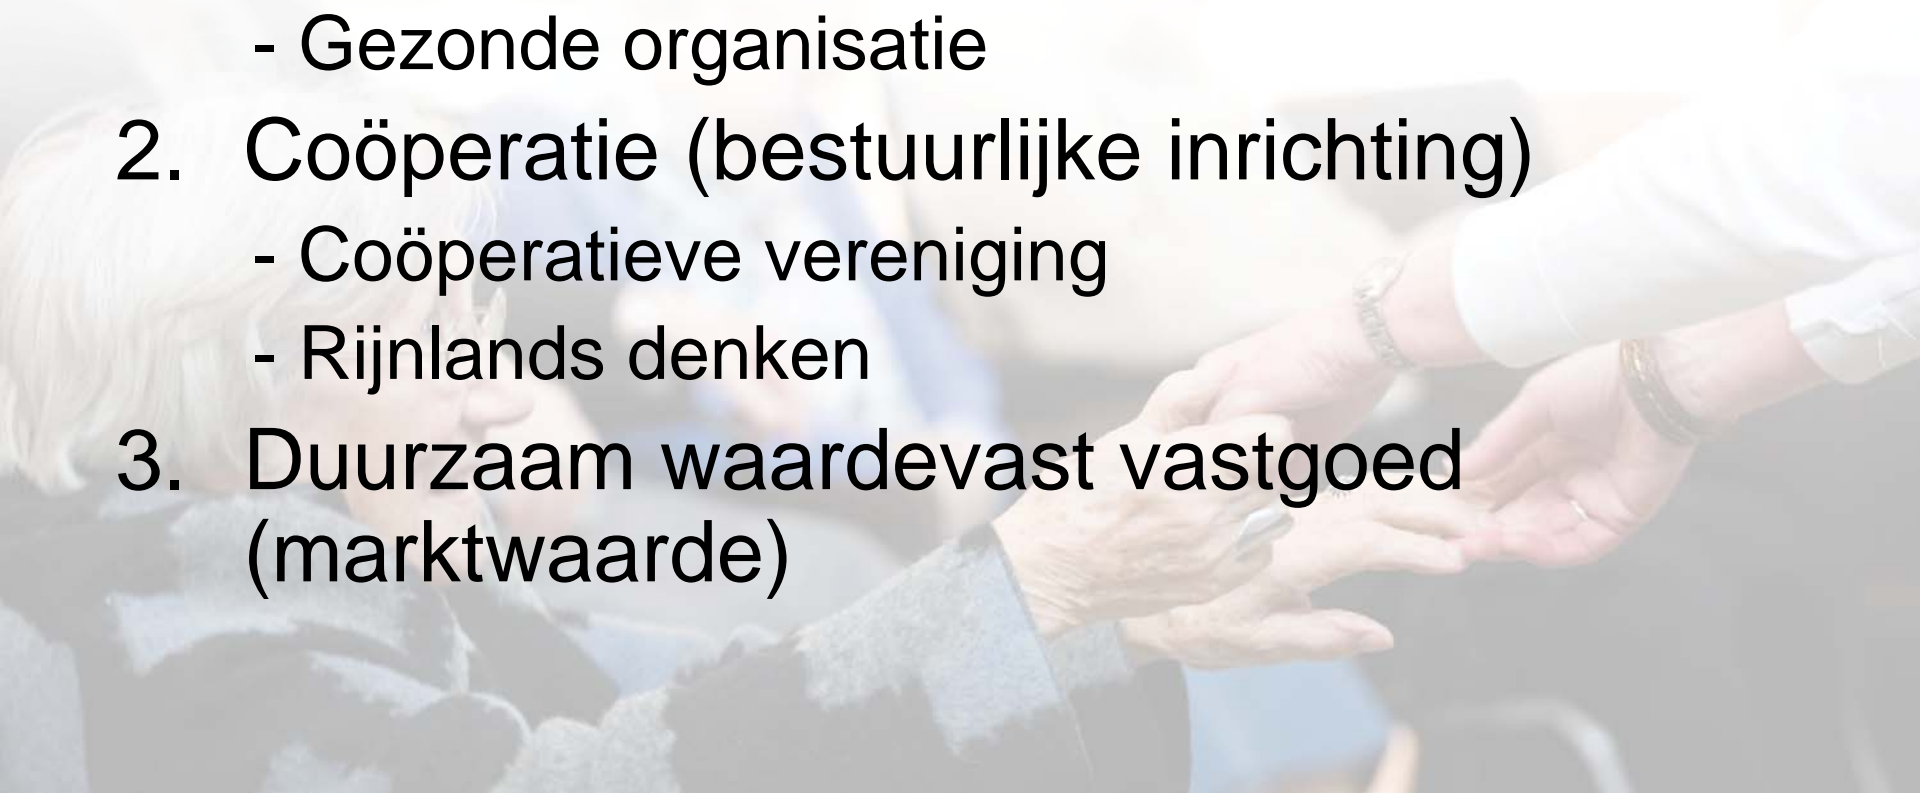 - Gezonde organisatie
2. Coöperatie (bestuurlijke inrichting)
- Coöperatieve vereniging
- Rijnlands denken
3. Duurzaam waardevast vastgoed
(marktwaarde)